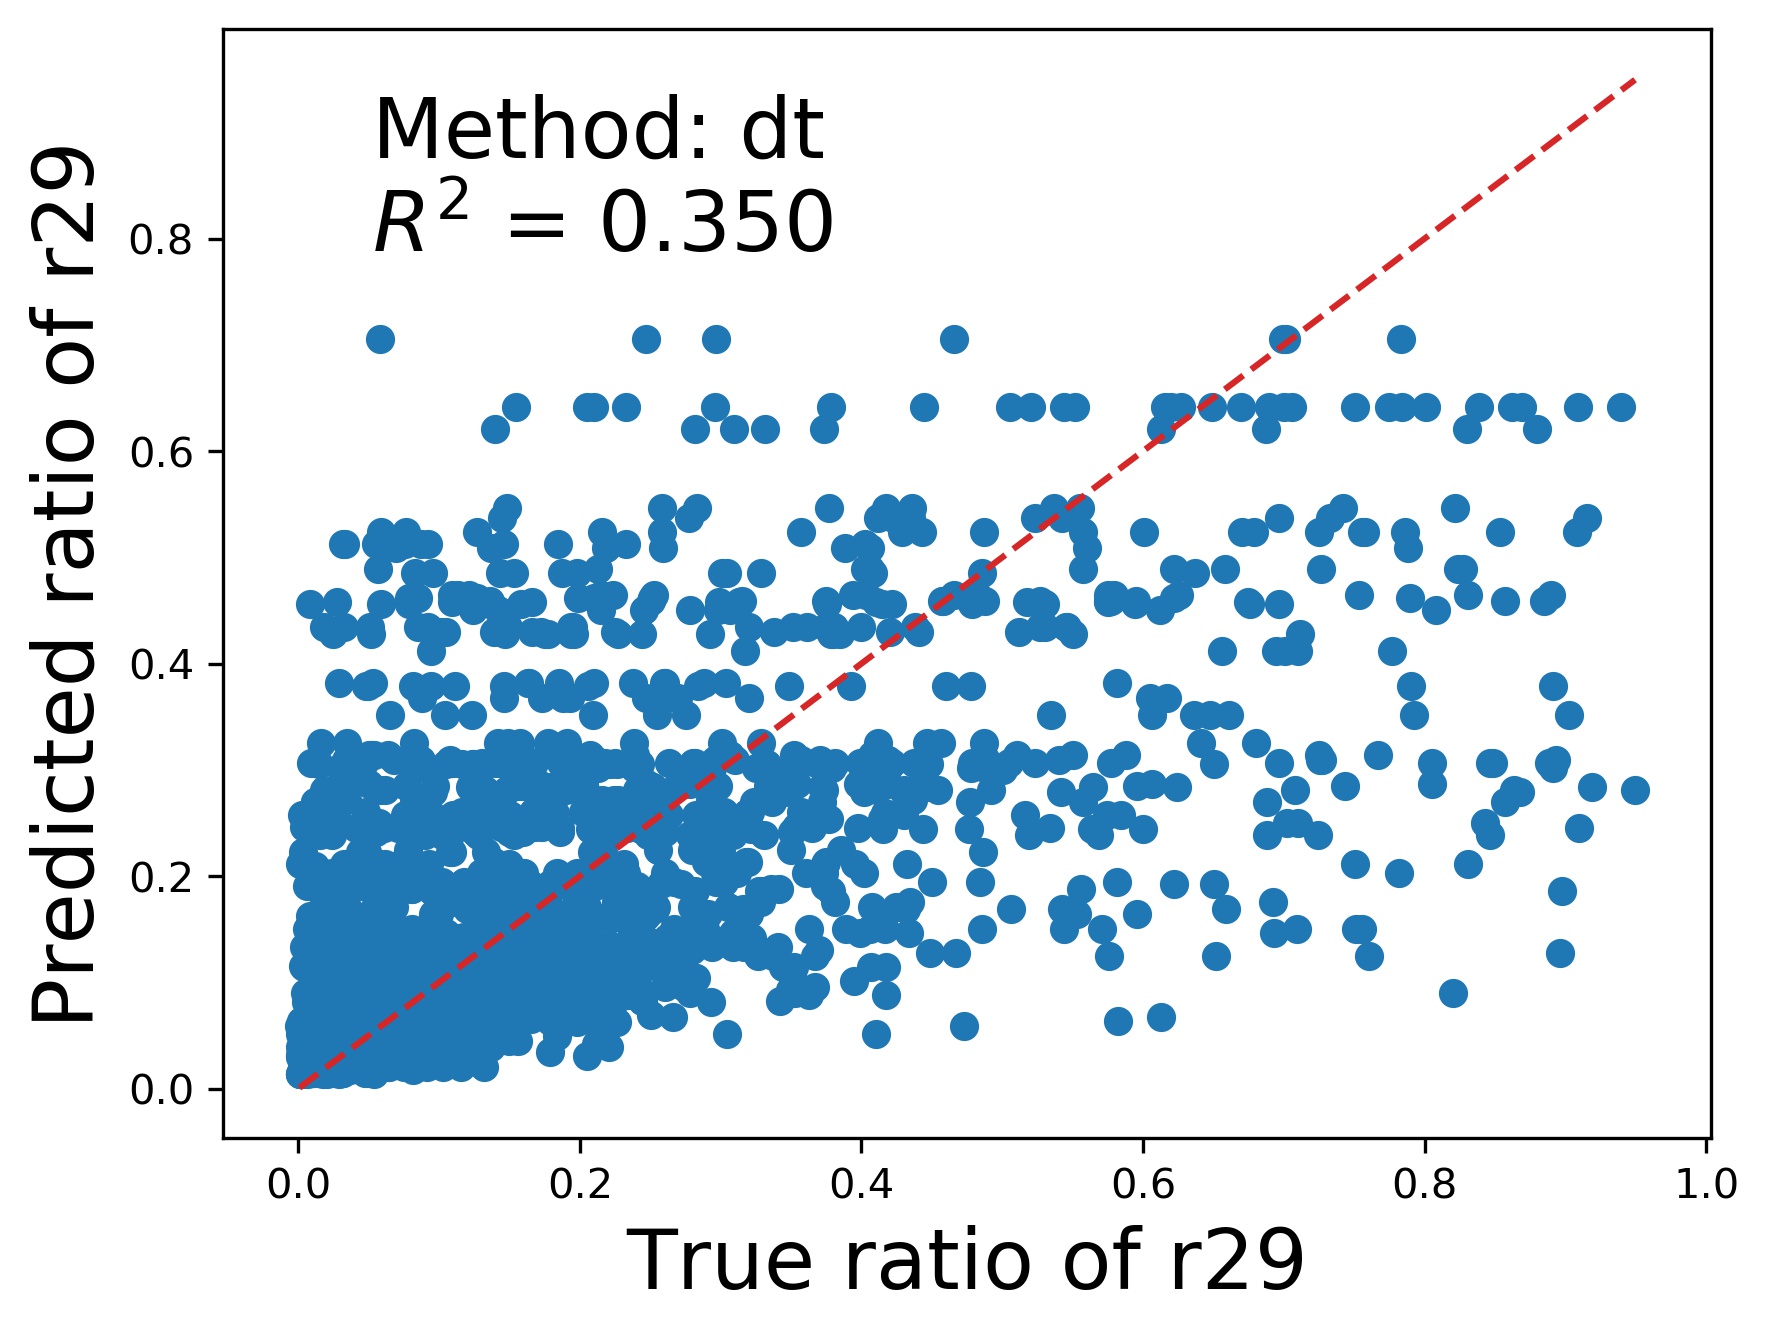 Method: dt
R² = 0.350
Predicted ratio of r29
0.8
0.6
0.4
0.2
0.0
0.0 0.2 0.4 0.6 0.8 1.0
True ratio of r29